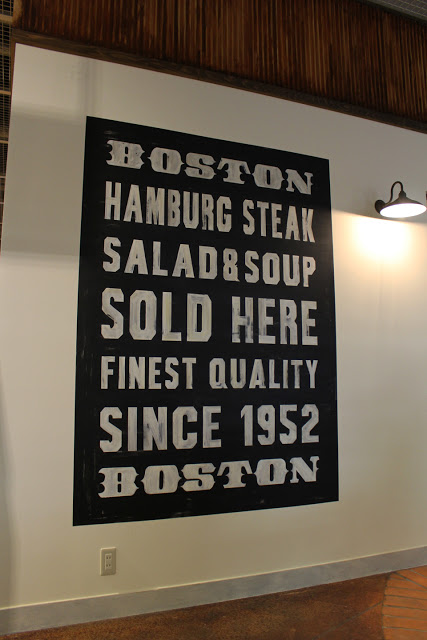 BOSTON
HAMBURG STEAK
SALAD&SOUP
SOLD HERE
FINEST QUALITY
SINCE 1952
BOSTON